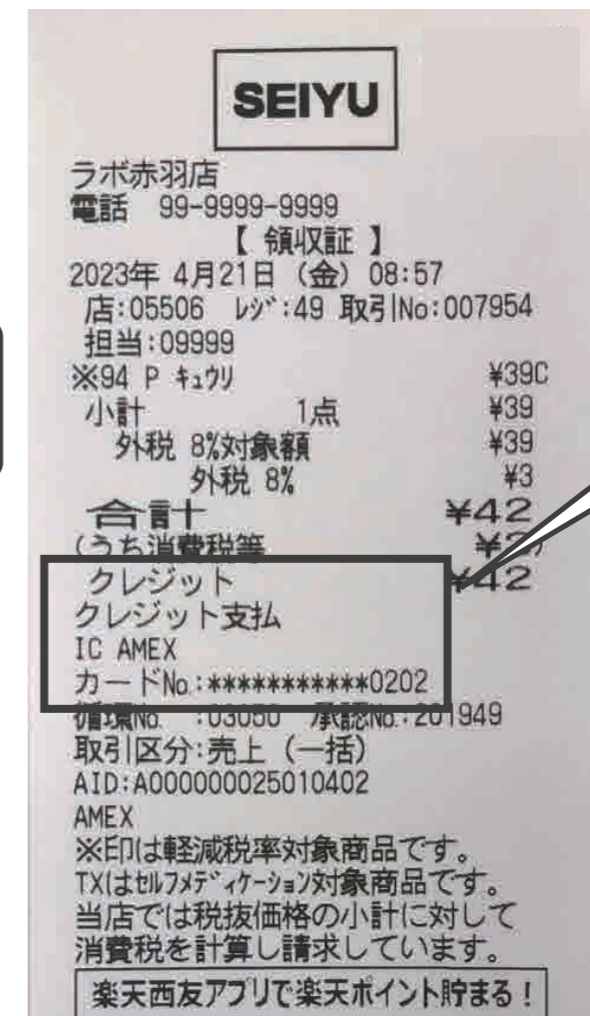 SEIYU
ラボ赤羽店
電話 99-9999-9999
【 領収証 】
2023年 4月21日 (金) 08:57
店:05506 ﾚｼﾞ:49 取引No:007954
担当:09999
※94 P ｷｭｳﾘ ¥39C
小計 1点 ¥39
外税 8%対象額 ¥39
外税 8% ¥3
合計 ¥42
(うち消費税等
クレジット ¥42
クレジット支払
IC AMEX
カードNo.:***********0202
循環No. :03050 承認No.:201949
取引区分:売上 (一括)
AID:A000000025010402
AMEX
※印は軽減税率対象商品です。
TXはｾﾙﾌﾒﾃﾞｨｹｰｼｮﾝ対象商品です。
当店では税抜価格の小計に対して
消費税を計算し請求しています。
楽天西友アプリで楽天ポイント貯まる!